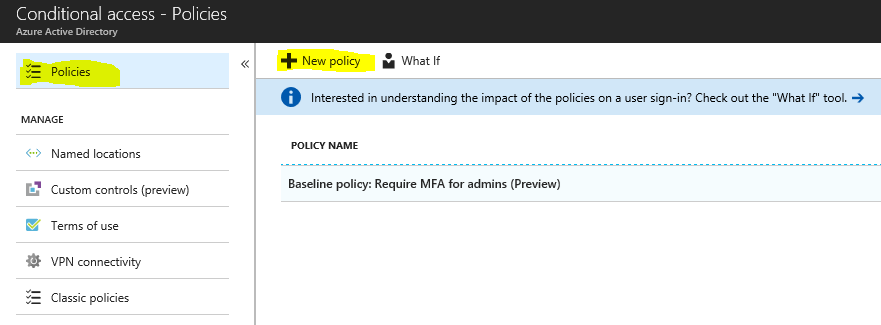 Conditional access - Policies
Azure Active Directory
Policies
«
MANAGE
Named locations
Custom controls (preview)
Terms of use
VPN connectivity
Classic policies
New policy What If
Interested in understanding the impact of the policies on a user sign-in? Check out the "What If" tool. →
POLICY NAME
Baseline policy: Require MFA for admins (Preview)